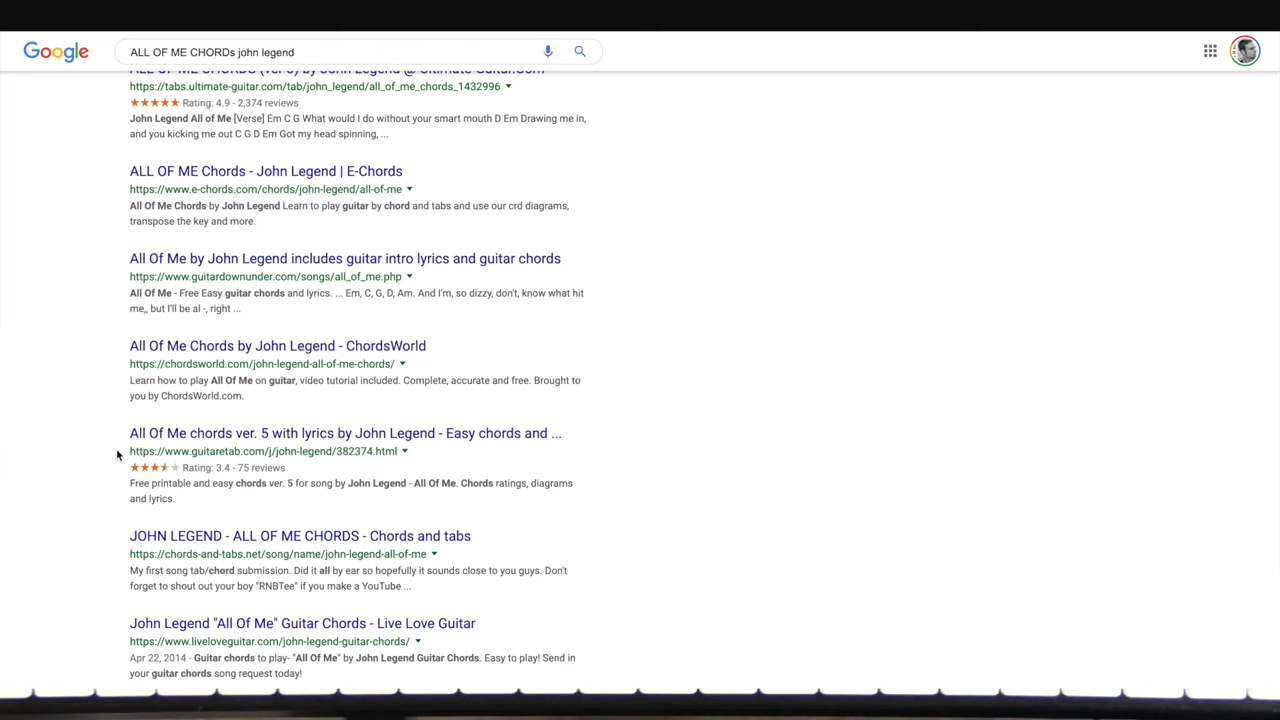 Google
ALL OF ME CHORDs john legend
ALL OF ME CHORDS (ver 3) by John Legend @ Ultimate-Guitar.Com
https://tabs.ultimate-guitar.com/tab/john_legend/all_of_me_chords_1432996
Rating: 4.9 - 2,374 reviews
John Legend All of Me [Verse] Em C G What would I do without your smart mouth D Em Drawing me in,
and you kicking me out C G D Em Got my head spinning, ...
ALL OF ME Chords - John Legend | E-Chords
https://www.e-chords.com/chords/john-legend/all-of-me
All Of Me Chords by John Legend Learn to play guitar by chord and tabs and use our crd diagrams,
transpose the key and more.
All Of Me by John Legend includes guitar intro lyrics and guitar chords
https://www.guitardownunder.com/songs/all_of_me.php
All Of Me - Free Easy guitar chords and lyrics. ... Em, C, G, D, Am. And I'm, so dizzy, don't, know what hit
me,, but I'll be al -, right ...
All Of Me Chords by John Legend - ChordsWorld
https://chordsworld.com/john-legend-all-of-me-chords/
Learn how to play All Of Me on guitar, video tutorial included. Complete, accurate and free. Brought to
you by ChordsWorld.com.
All Of Me chords ver. 5 with lyrics by John Legend - Easy chords and ...
https://www.guitaretab.com/j/john-legend/382374.html
Rating: 3.4 - 75 reviews
Free printable and easy chords ver. 5 for song by John Legend - All Of Me. Chords ratings, diagrams
and lyrics.
JOHN LEGEND - ALL OF ME CHORDS - Chords and tabs
https://chords-and-tabs.net/song/name/john-legend-all-of-me
My first song tab/chord submission. Did it all by ear so hopefully it sounds close to you guys. Don't
forget to shout out your boy "RNBTee" if you make a YouTube ...
John Legend "All Of Me" Guitar Chords - Live Love Guitar
https://www.liveloveguitar.com/john-legend-guitar-chords/
Apr 22, 2014 - Guitar chords to play- "All Of Me" by John Legend Guitar Chords. Easy to play! Send in
your guitar chords song request today!